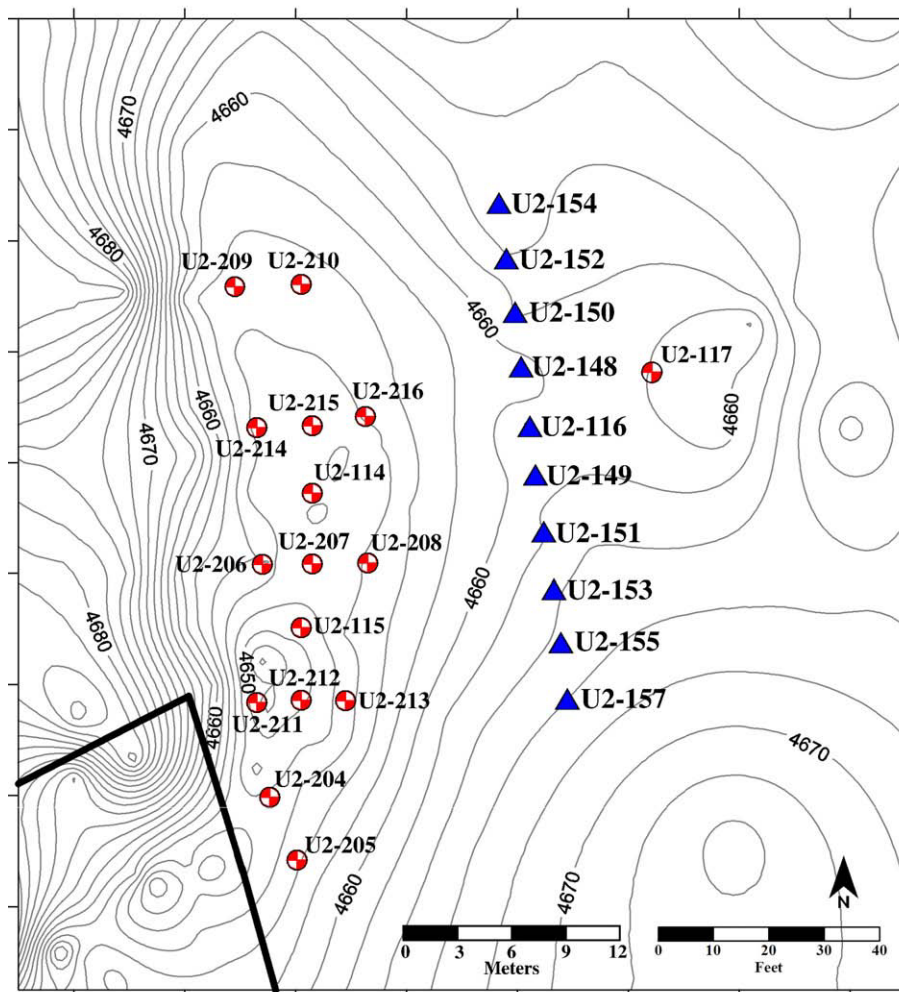 4670
4660
U2-154
4680
U2-209
U2-210
U2-152
U2-150
4660
U2-117
U2-148
U2-216
4660
U2-215
4660
U2-116
4670
U2-214
U2-149
U2-114
U2-151
U2-207
U2-208
U2-206
4660
U2-153
4680
U2-115
U2-155
4650
U2-212
U2-213
U2-157
U2-211
4660
4670
U2-204
U2-205
4660
4670
N
0 3 6 9 12
Meters
0 10 20 30 40
Feet